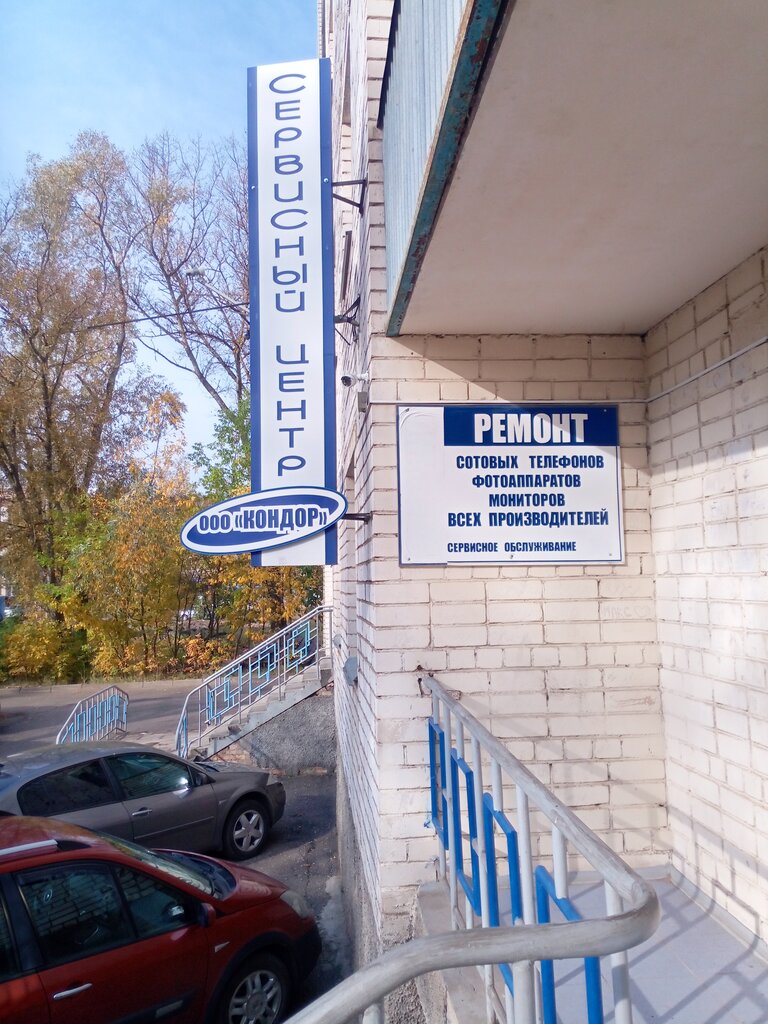 СЕРВИСНЫЙ ЦЕНТР
ООО «КОНДОР»
РЕМОНТ
СОТОВЫХ ТЕЛЕФОНОВ
ФОТОАППАРАТОВ
МОНИТОРОВ
ВСЕХ ПРОИЗВОДИТЕЛЕЙ
СЕРВИСНОЕ ОБСЛУЖИВАНИЕ